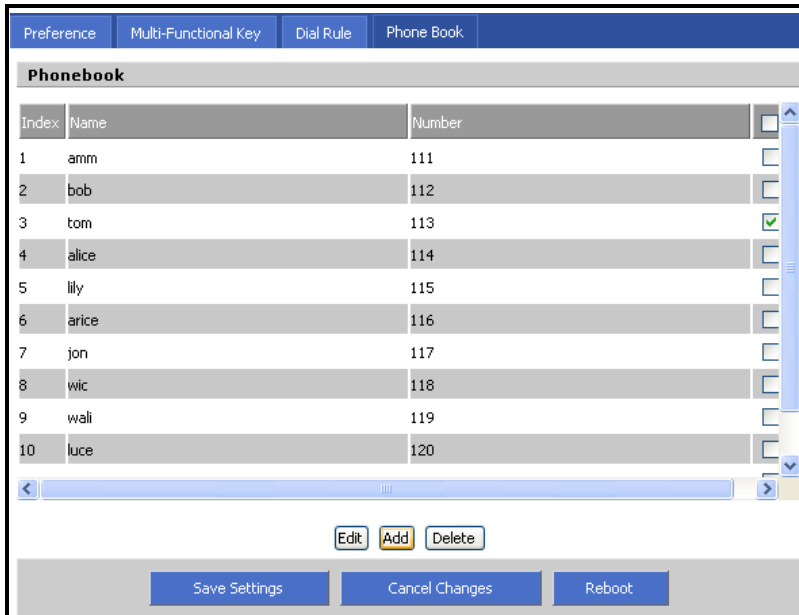 Preference Multi-Functional Key Dial Rule Phone Book
Phonebook
Index Name Number
1 amm 111
2 bob 112
3 tom 113
4 alice 114
5 lily 115
6 arice 116
7 jon 117
8 wic 118
9 wali 119
10 luce 120
Edit Add Delete
Save Settings Cancel Changes Reboot